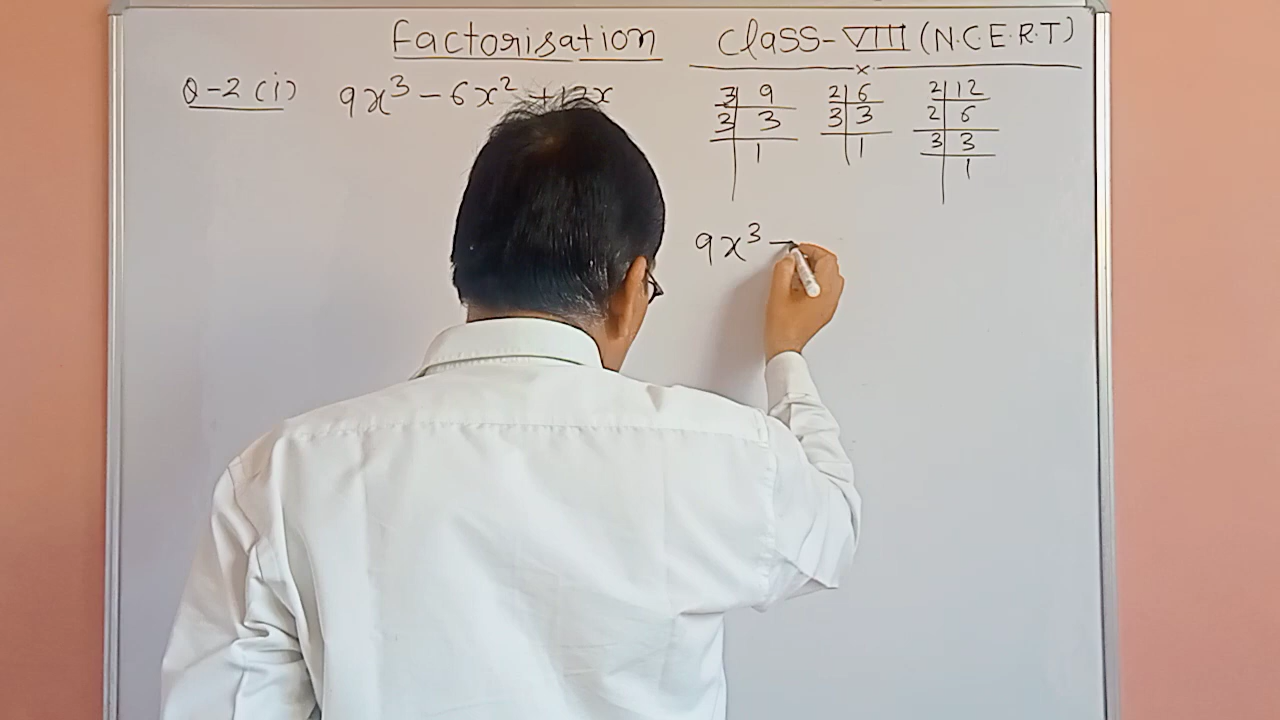 Factorisation Class-VIII (N.C.E.R.T)
x
Q-2 (i) 9x³ - 6x² + 12x
3 9
3 3
1
2 6
3 3
1
2 12
2 6
3 3
1
9x³ -